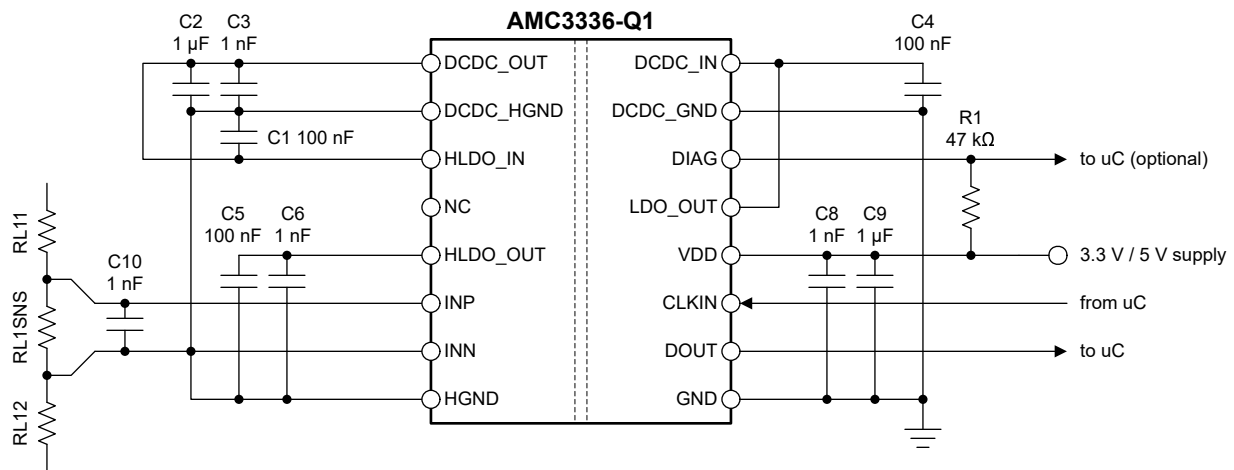 AMC3336-Q1
C2
1 µF
C3
1 nF
C4
100 nF
DCDC_OUT
DCDC_IN
DCDC_HGND
DCDC_GND
C1 100 nF
R1
47 kΩ
HLDO_IN
DIAG
to uC (optional)
NC
LDO_OUT
C5
100 nF
C6
1 nF
C8
1 nF
C9
1 µF
RL11
HLDO_OUT
VDD
3.3 V / 5 V supply
C10
1 nF
INP
CLKIN
from uC
RL1SNS
INN
DOUT
to uC
HGND
GND
RL12